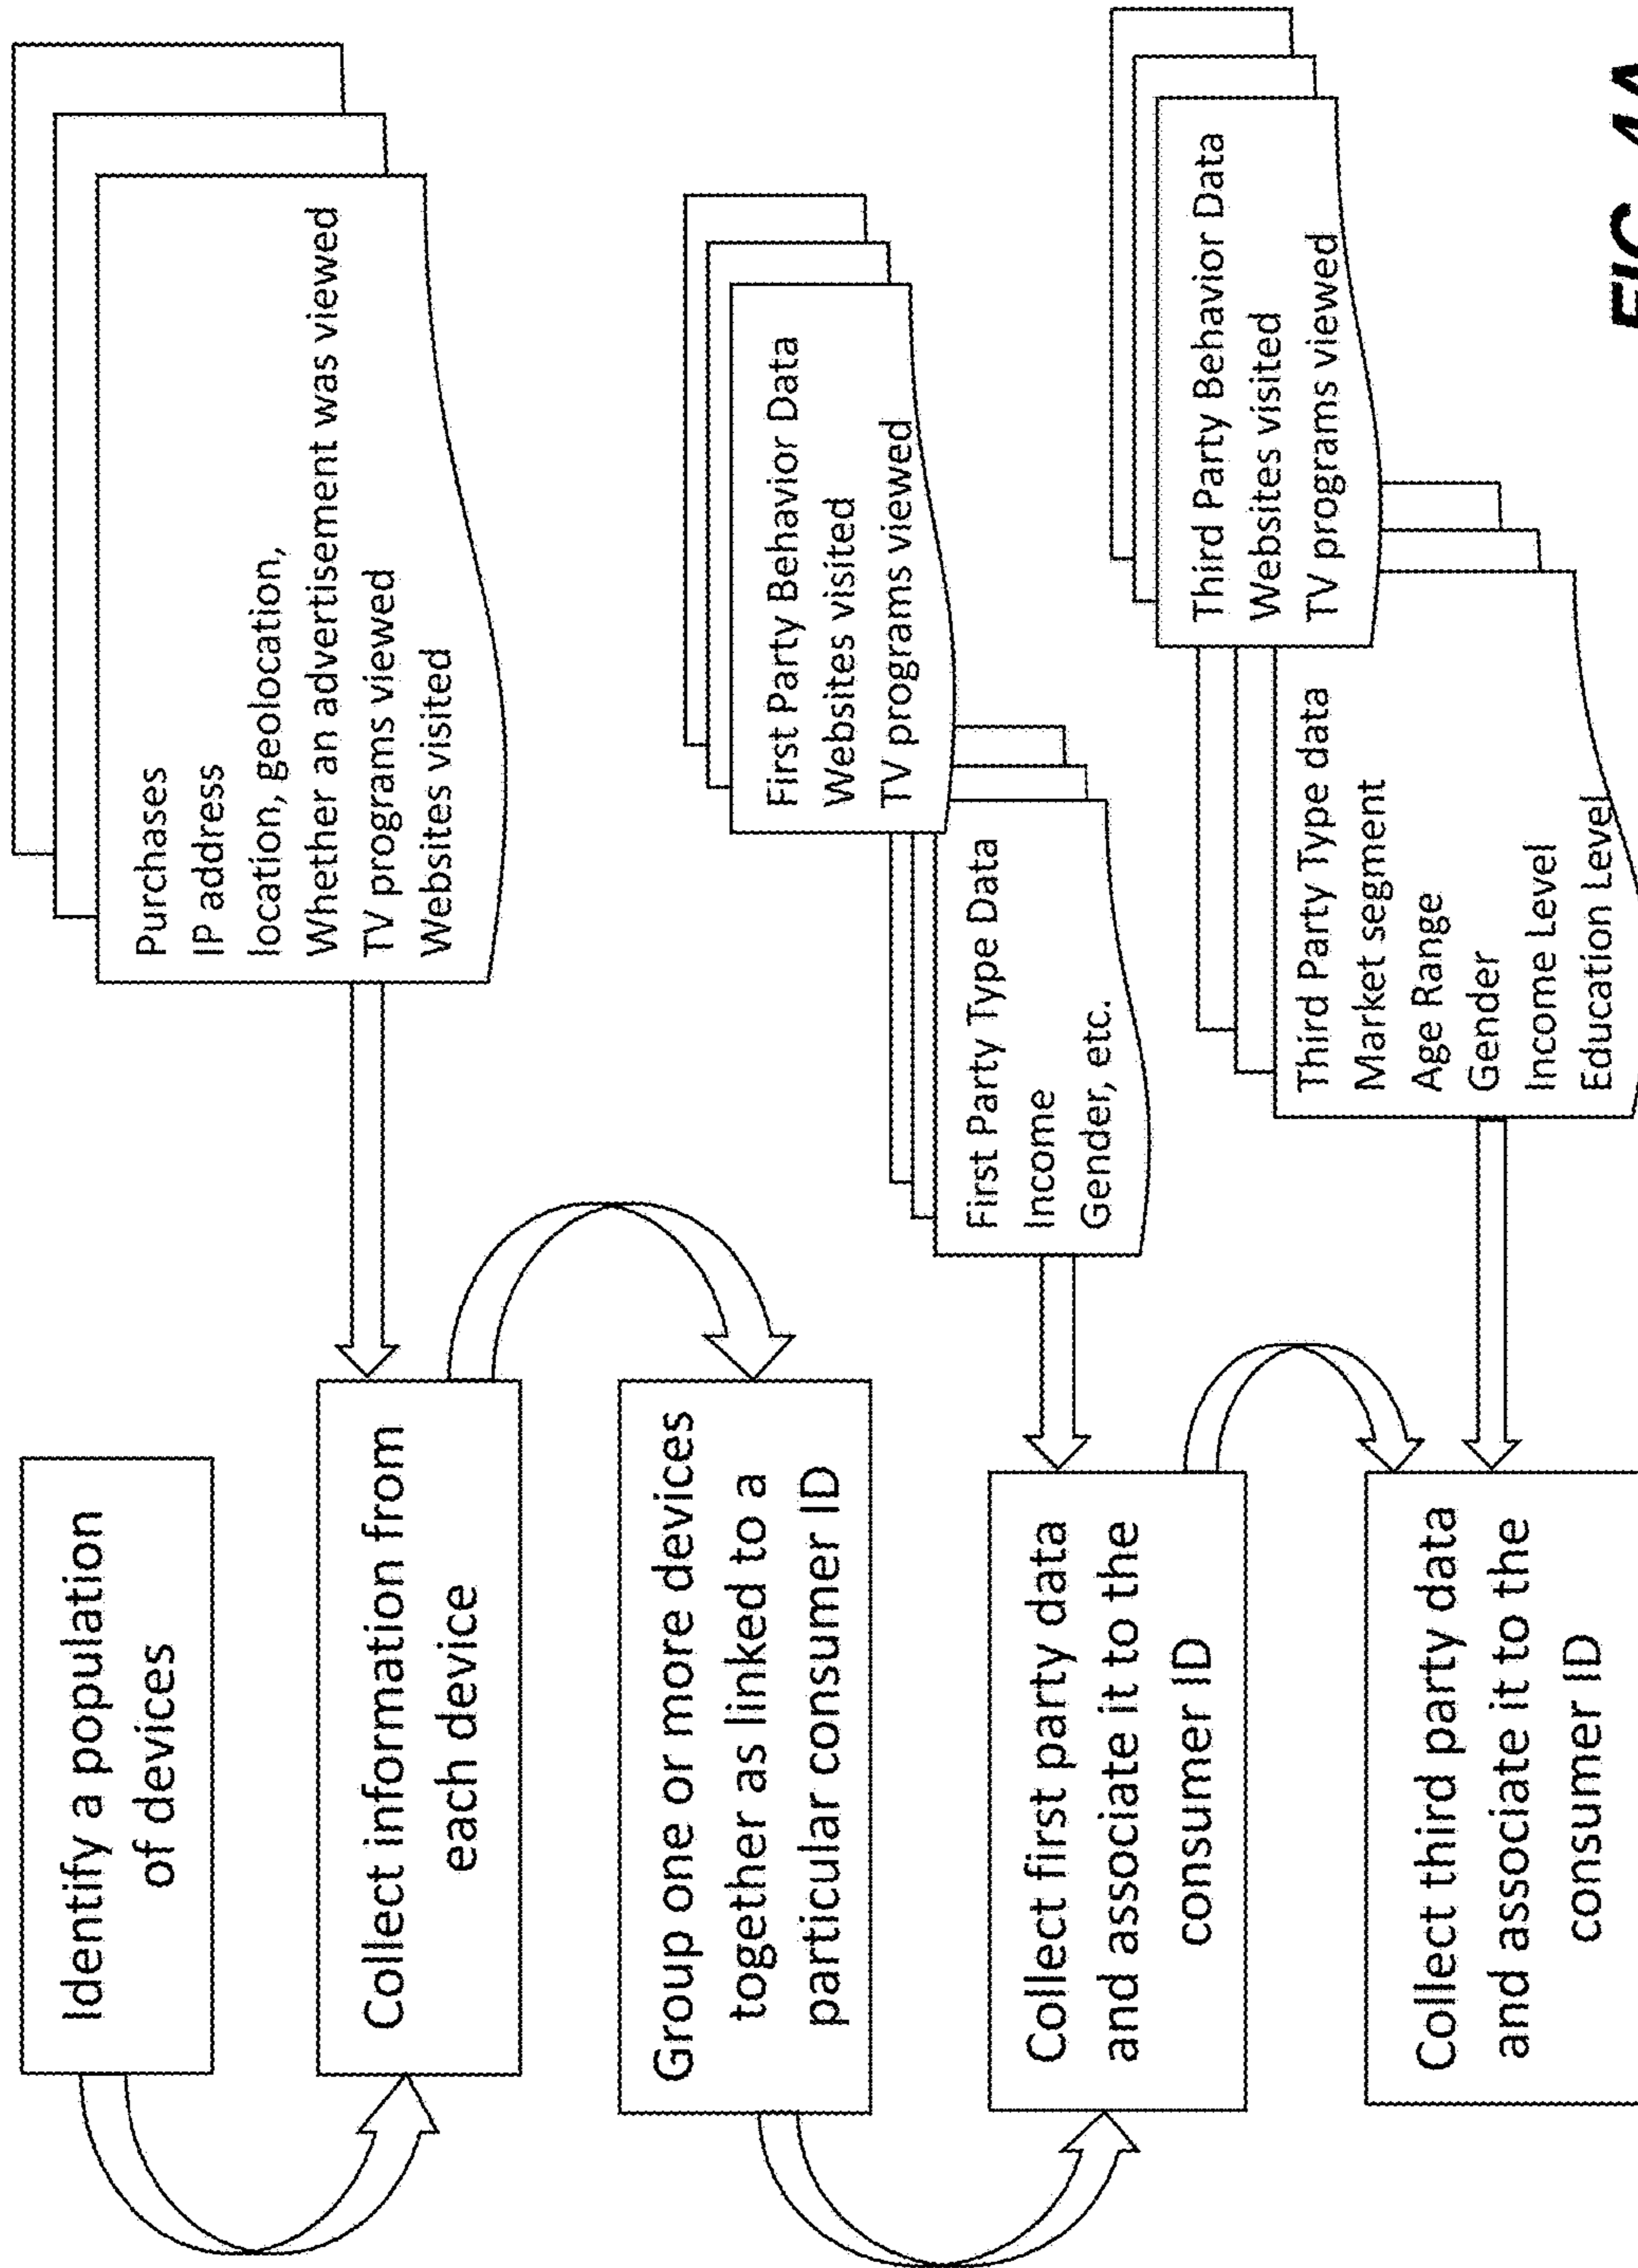 Identify a population
of devices
Purchases
IP address
location, geolocation,
Whether an advertisement was viewed
TV programs viewed
Websites visited
Collect information from
each device
Group one or more devices
together as linked to a
particular consumer ID
First Party Behavior Data
Websites visited
TV programs viewed
First Party Type Data
Income
Gender, etc.
Collect first party data
and associate it to the
consumer ID
Third Party Behavior Data
Websites visited
TV programs viewed
Third Party Type data
Market segment
Age Range
Gender
Income Level
Education Level
Collect third party data
and associate it to the
consumer ID
FIG. 4A